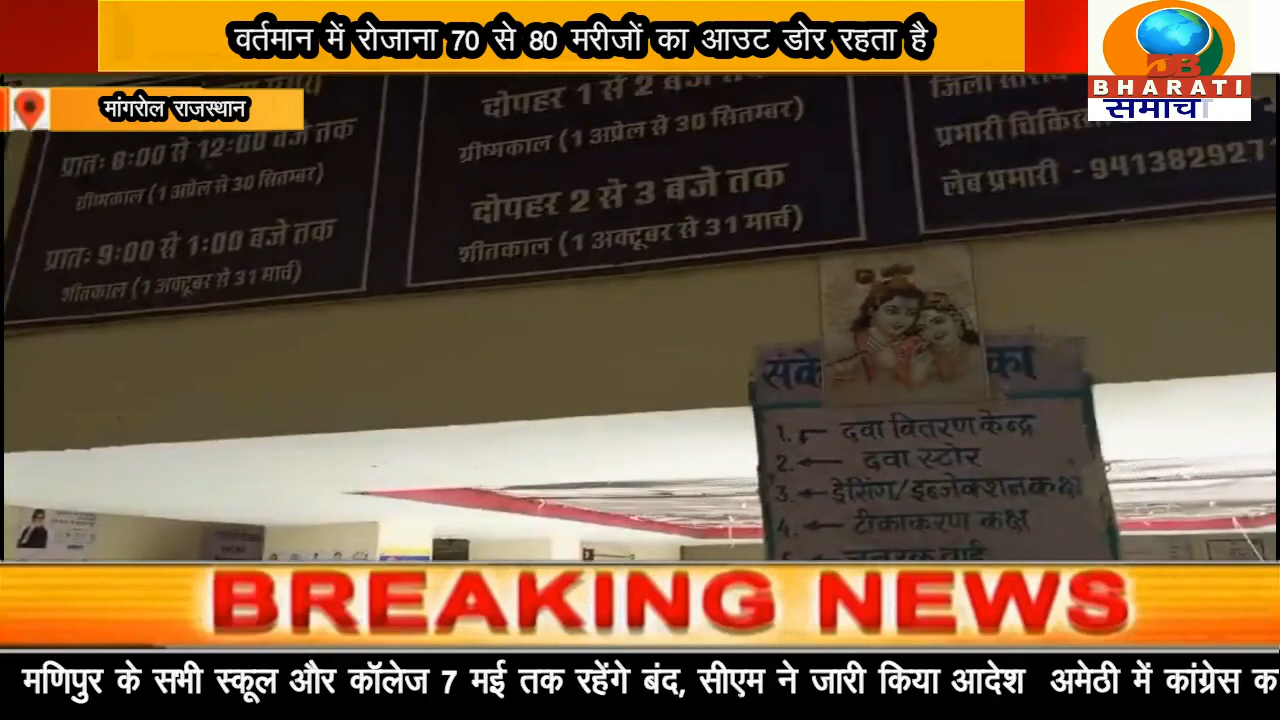 वर्तमान में रोजाना 70 से 80 मरीजों का आउट डोर रहता है
BHARATI
समाचा
मांगरोल राजस्थान
प्रातः 8:00 से 12:00 बजे तक
ग्रीष्मकाल (1 अप्रेल से 30 सितम्बर)
प्रातः 9:00 से 1:00 बजे तक
शीतकाल (1 अक्टूबर से 31 मार्च)
दोपहर 1 से 2 बजे तक
ग्रीष्मकाल (1 अप्रेल से 30 सितम्बर)
दोपहर 2 से 3 बजे तक
शीतकाल (1 अक्टूबर से 31 मार्च)
जिला
प्रभारी
लेब प्रभारी - 941382927
संके का
1. दवा वितरण केन्द्र
2. ← दवा स्टोर
3. ← ड्रेसिंग/इन्जेक्शन कक्ष
4. ← टीकाकरण कक्ष
BREAKING NEWS
मणिपुर के सभी स्कूल और कॉलेज 7 मई तक रहेंगे बंद, सीएम ने जारी किया आदेश अमेठी में कांग्रेस क